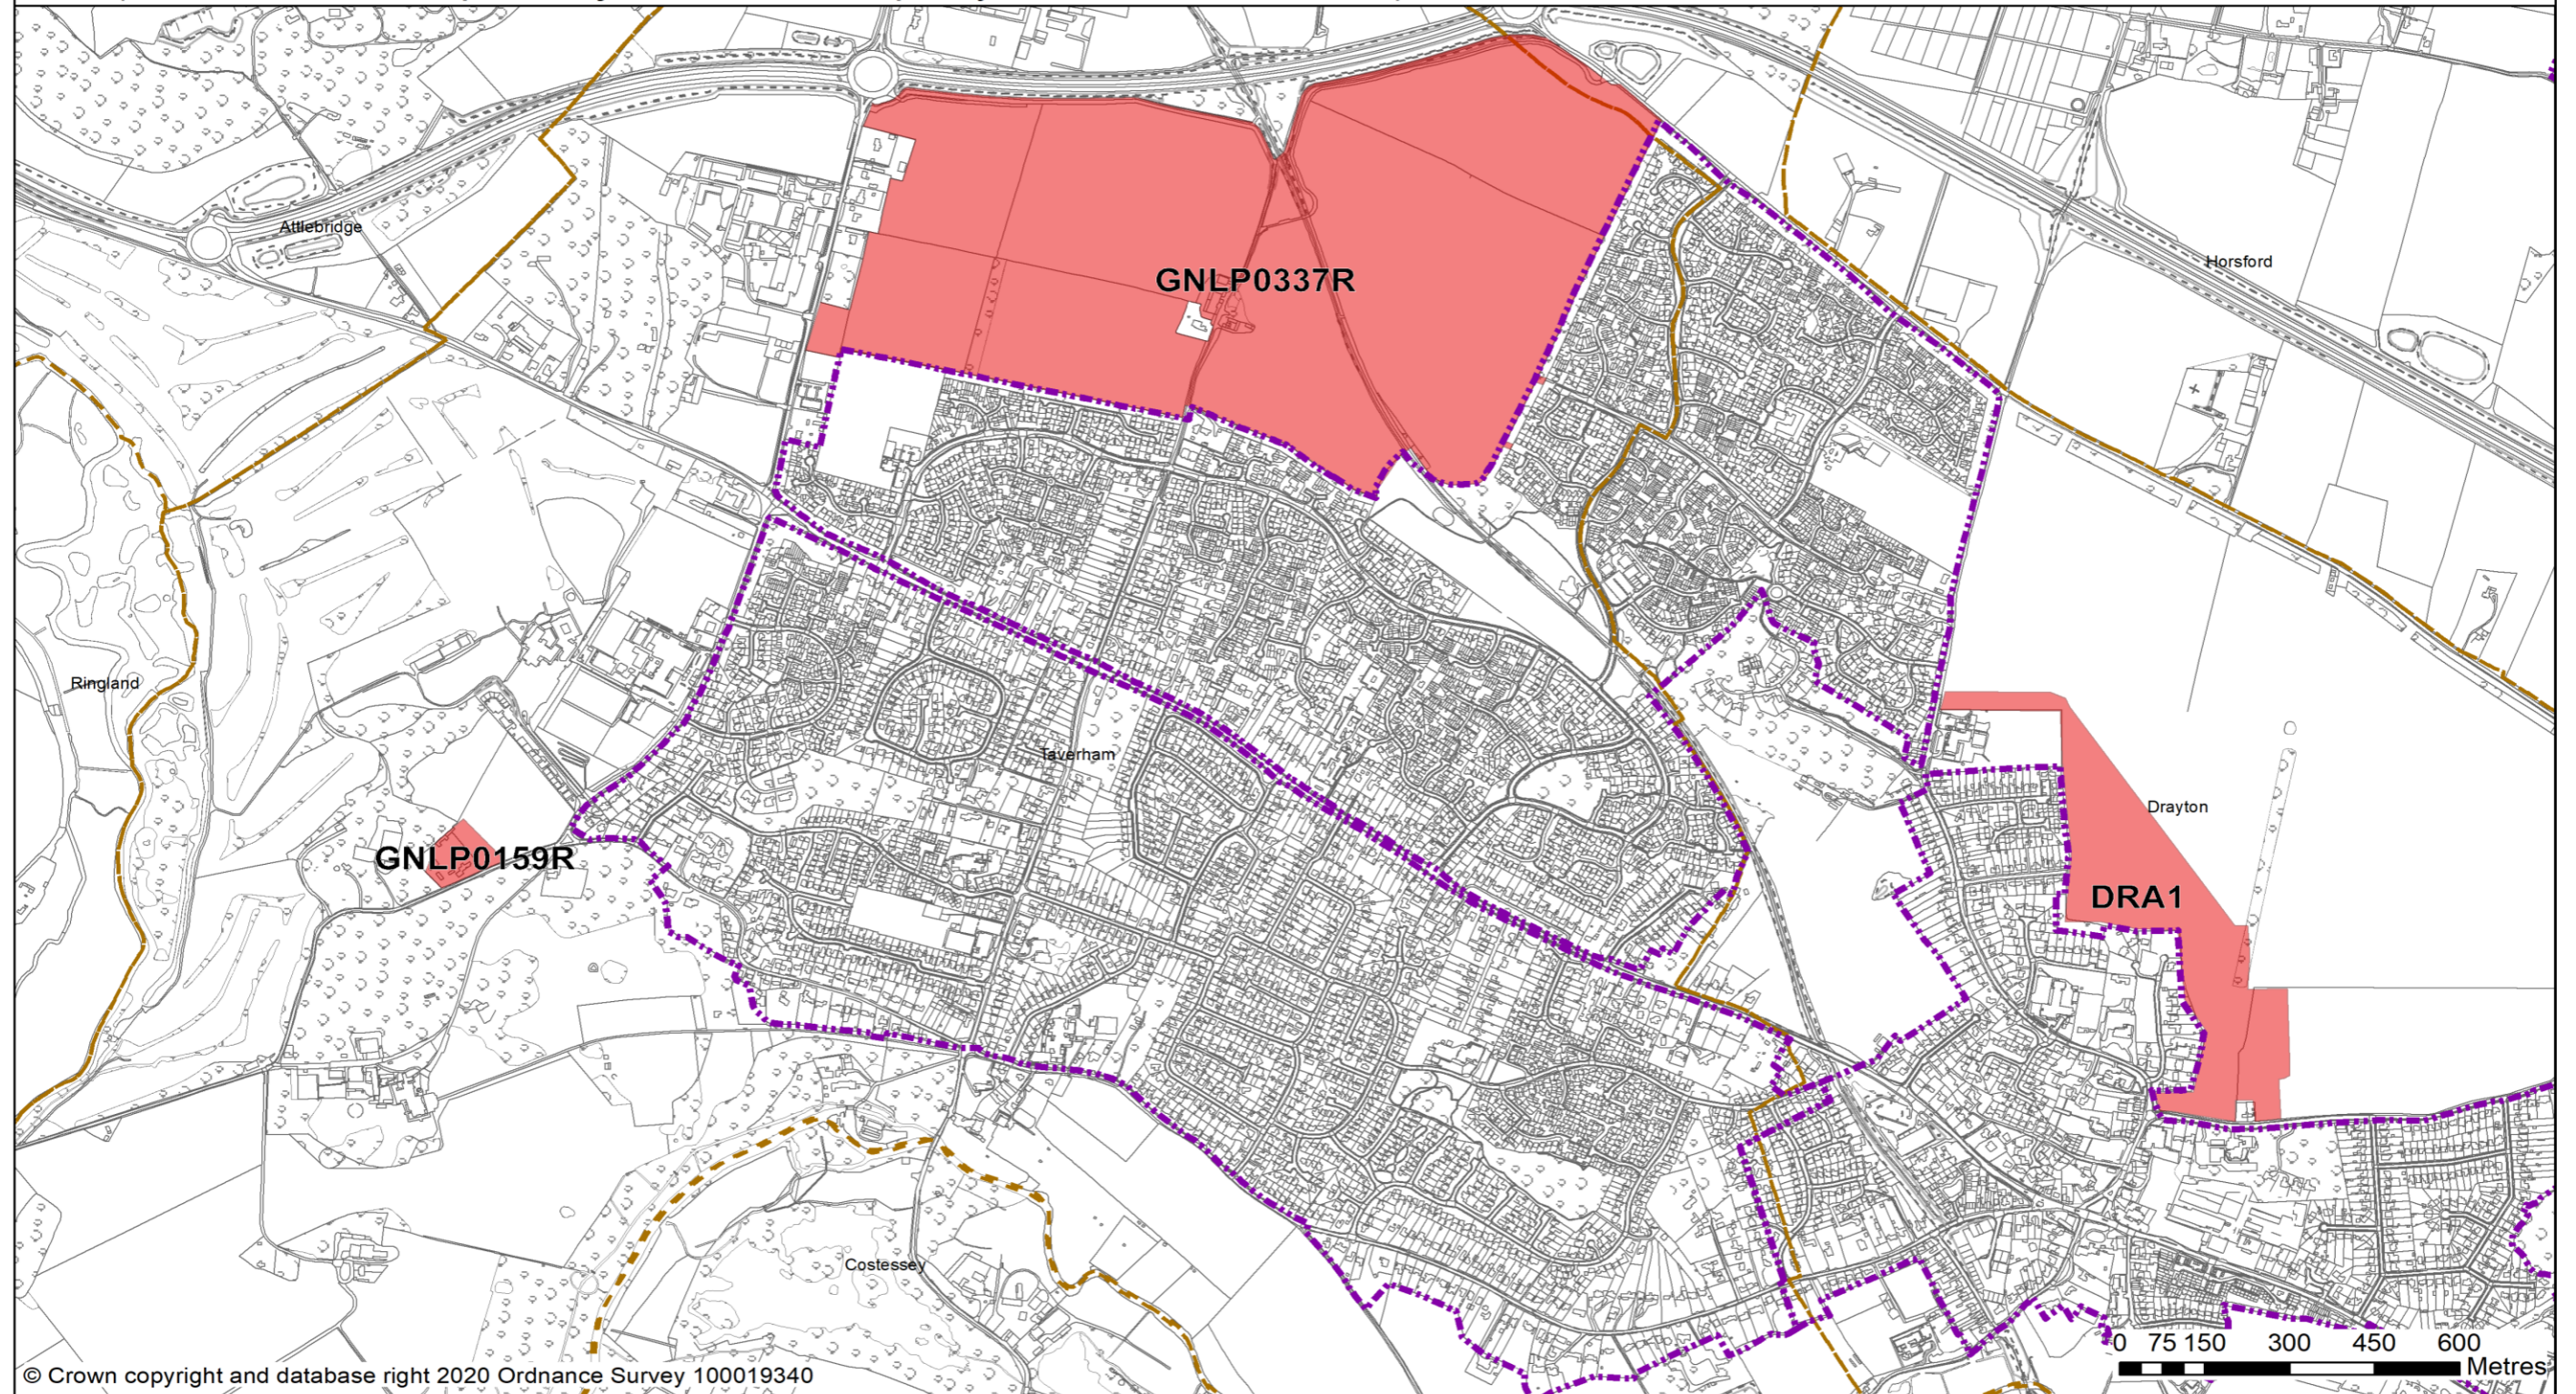 Attlebridge
Horsford
GNLP0337R
Ringland
Taverham
Drayton
GNLP0159R
DRA1
Costessey
0 75 150 300 450 600
Metres
© Crown copyright and database right 2020 Ordnance Survey 100019340